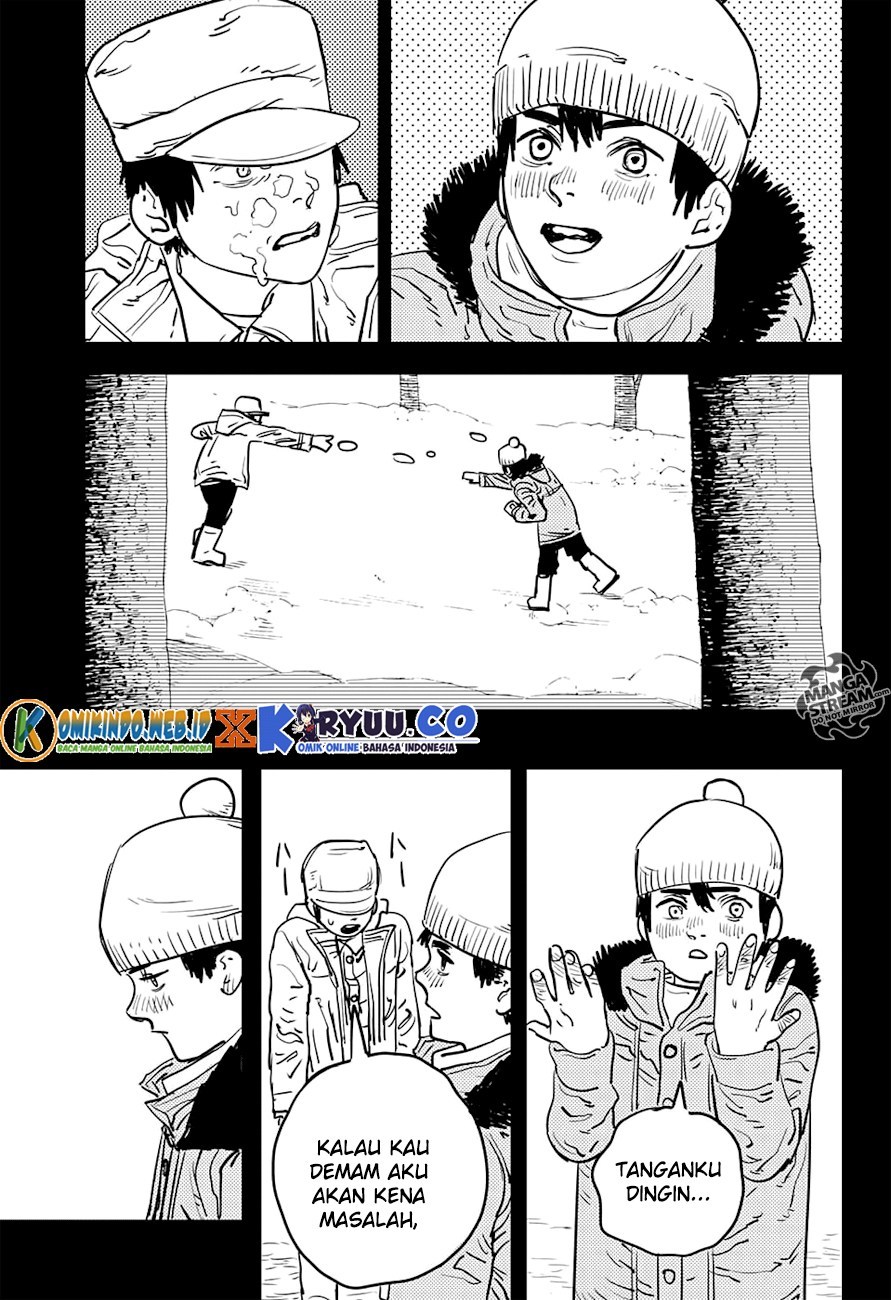 MANGA
STREAM.com
DO NOT MIRROR
KOMIKINDO.WEB.ID X KIRYUU.CO
BACA MANGA ONLINE BAHASA INDONESIA
KOMIK ONLINE BAHASA INDONESIA
TANGANKU
DINGIN...
KALAU KAU
DEMAM AKU
AKAN KENA
MASALAH,